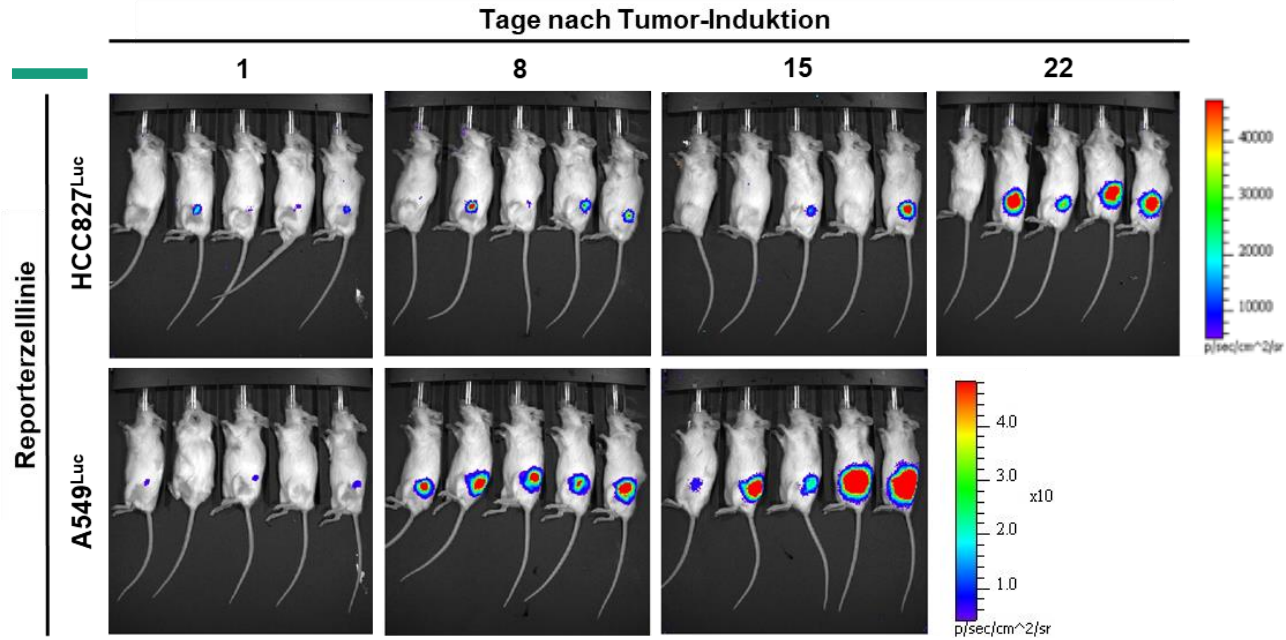 Tage nach Tumor-Induktion
1 8 15 22
Reporterzelllinie
HCC827Luc
40000
30000
20000
10000
p/sec/cm^2/sr
A549Luc
4.0
3.0
x10
2.0
1.0
p/sec/cm^2/sr